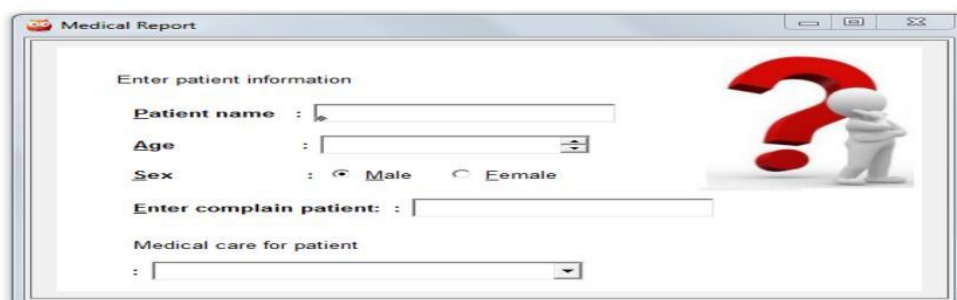 Medical Report
Enter patient information
Patient name :
Age :
Sex : Male Female
Enter complain patient: :
Medical care for patient
: